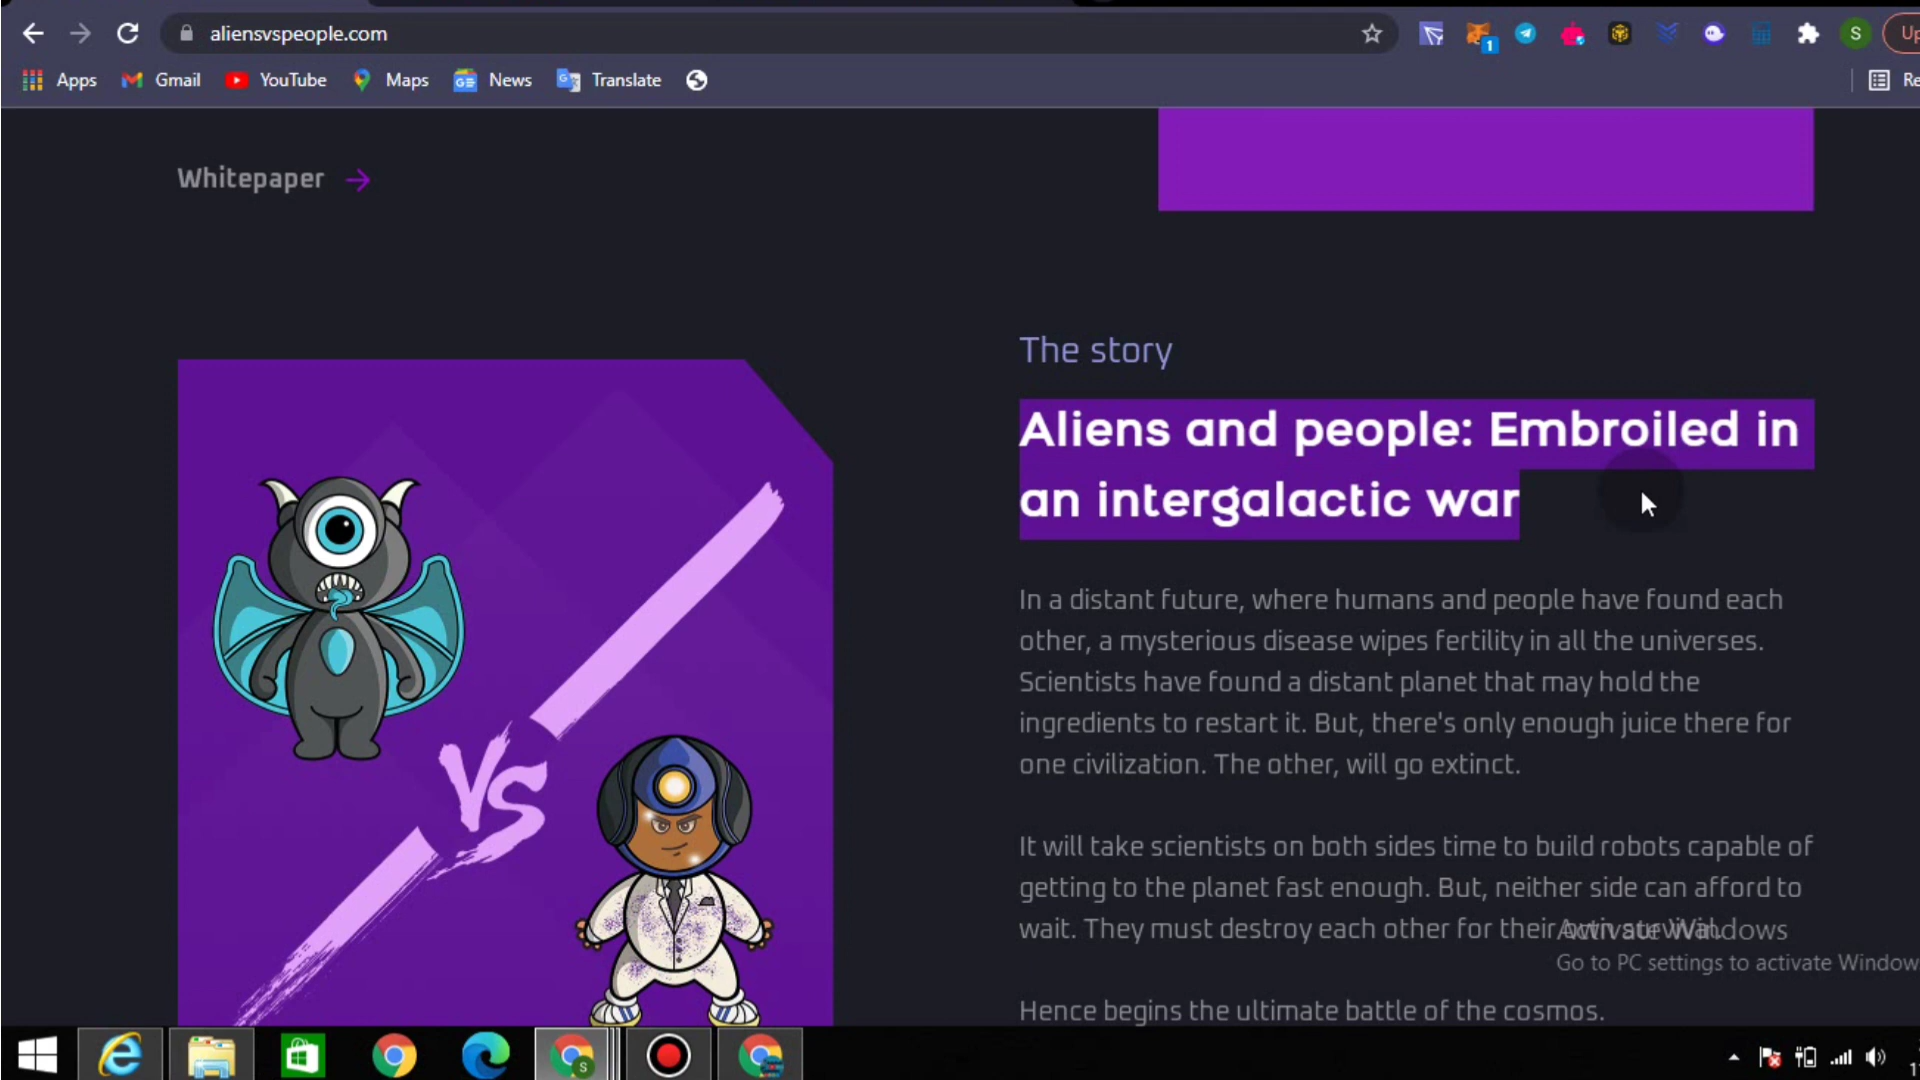 aliensvspeople.com
1
S
Up
Apps
Gmail
YouTube
Maps
News
Translate
Whitepaper
The story
Aliens and people: Embroiled in
an intergalactic war
In a distant future, where humans and people have found each
other, a mysterious disease wipes fertility in all the universes.
Scientists have found a distant planet that may hold the
ingredients to restart it. But, there's only enough juice there for
one civilization. The other, will go extinct.
VS
It will take scientists on both sides time to build robots capable of
getting to the planet fast enough. But, neither side can afford to
wait. They must destroy each other for their own survival.
Activate Windows
Go to PC settings to activate Window
Hence begins the ultimate battle of the cosmos.